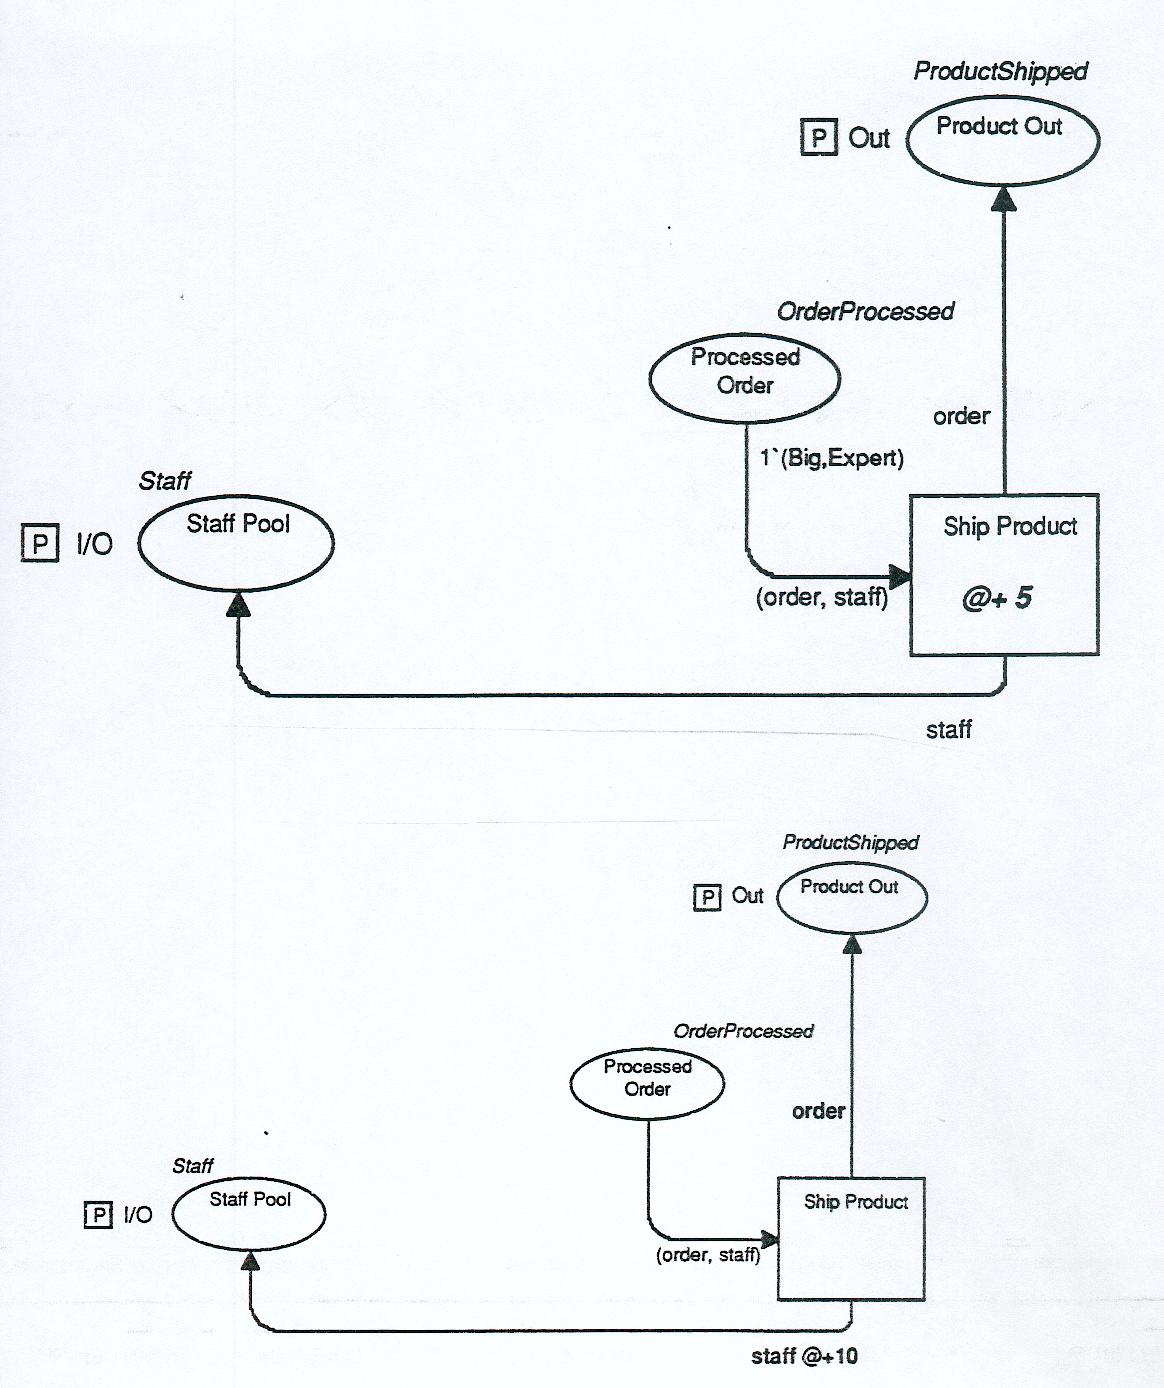 ProductShipped
P Out Product Out
OrderProcessed
Processed
Order
order
1`(Big,Expert)
Staff
P I/O Staff Pool
Ship Product
(order, staff) @+ 5
staff
ProductShipped
P Out Product Out
OrderProcessed
Processed
Order
order
Staff
P I/O Staff Pool
Ship Product
(order, staff)
staff @+10